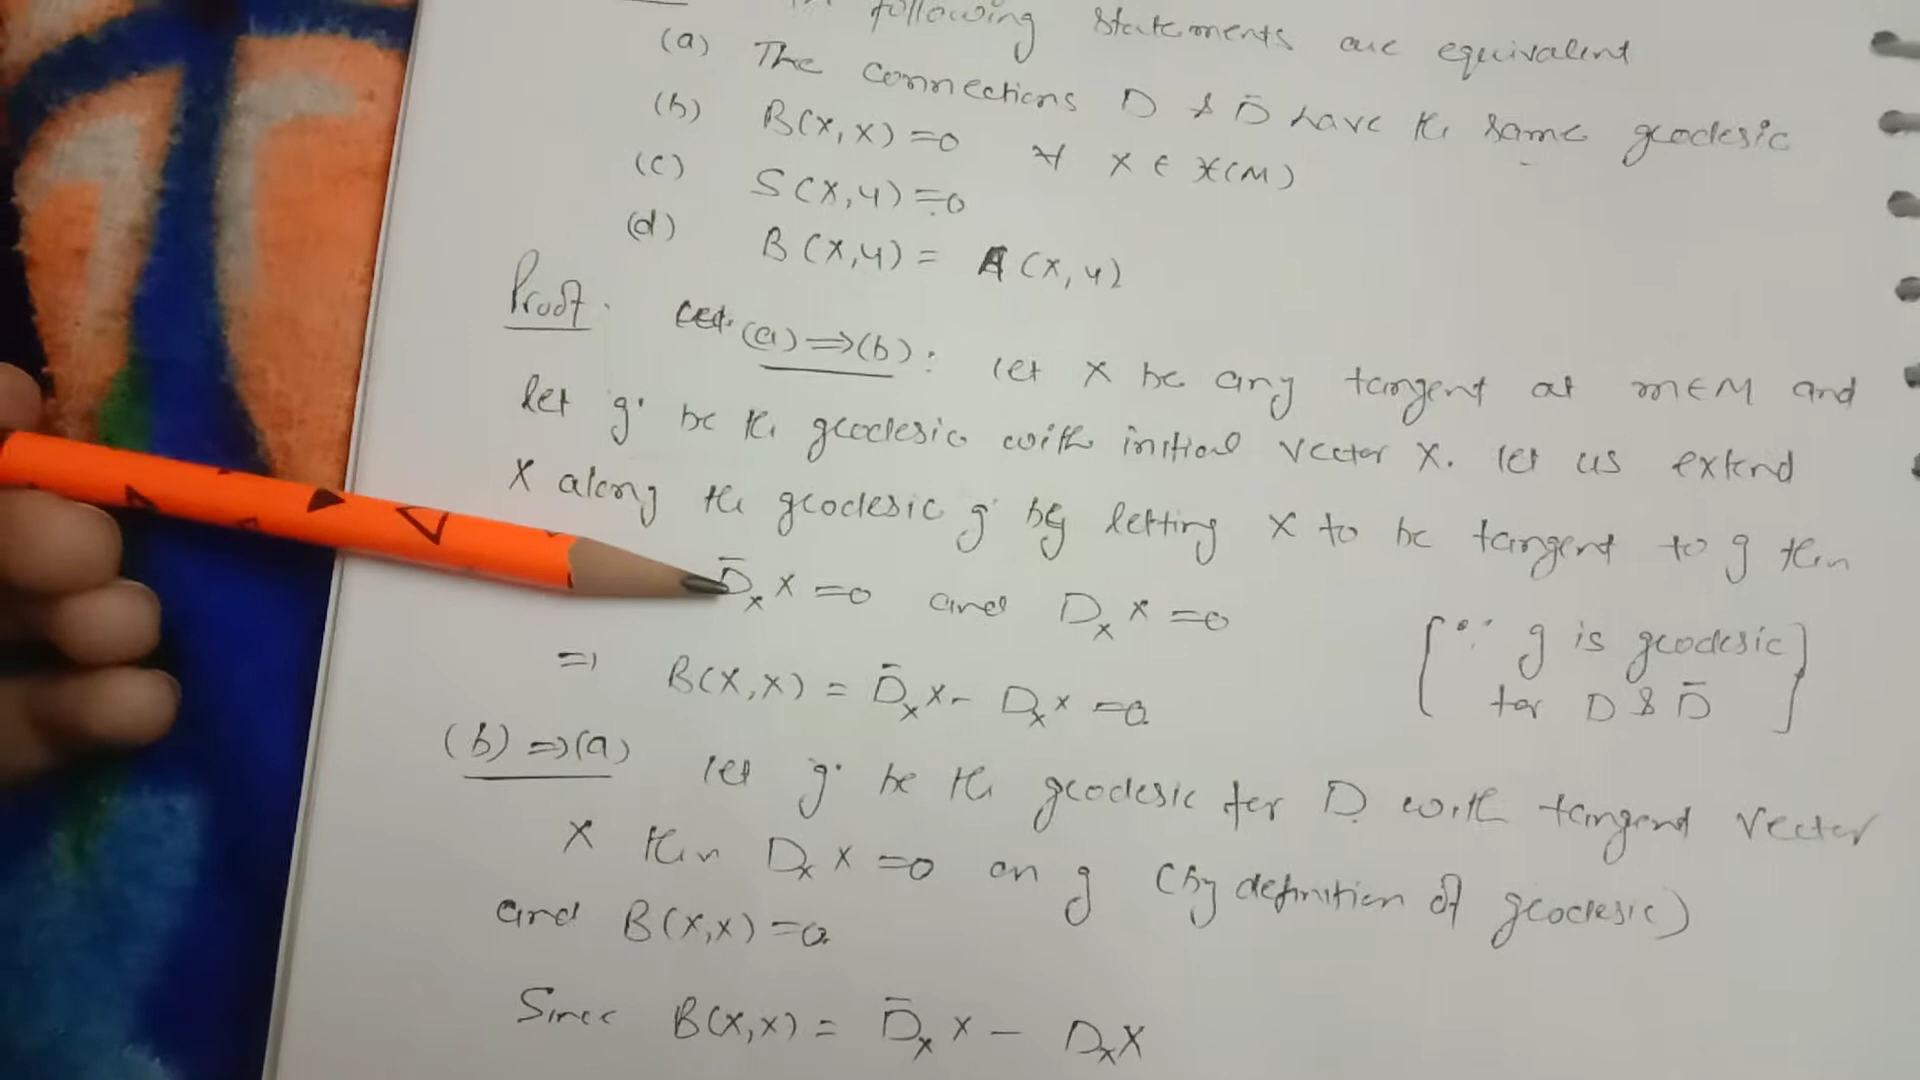 following statements are equivalent
(a) The connections D & D̄ have the same geodesic
(b) B(X,X)=0 ∀ X ∈ X(M)
(c) S(X,Y)=0
(d) B(X,Y) = A(X,Y)
Proof. Let (a)⇒(b): let X be any tangent at m∈M and
let g be the geodesic with initial vector X. let us extend
X along the geodesic g by letting X to be tangent to g then
D̄ₓX=0 and DₓX=0 [∵ g is geodesic
⇒ B(X,X) = D̄ₓX- DₓX=0. for D & D̄]
(b)⇒(a) let g be the geodesic for D with tangent vector
X then DₓX=0 on g (by definition of geodesic)
and B(X,X)=0.
Since B(X,X) = D̄ₓX - DₓX